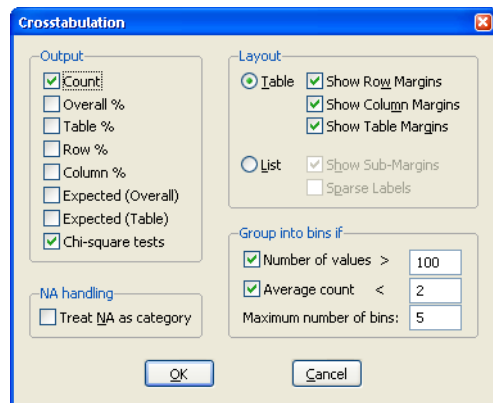 Crosstabulation
Output
Count
Overall %
Table %
Row %
Column %
Expected (Overall)
Expected (Table)
Chi-square tests
NA handling
Treat NA as category
Layout
Table
Show Row Margins
Show Column Margins
Show Table Margins
List
Show Sub-Margins
Sparse Labels
Group into bins if
Number of values > 100
Average count < 2
Maximum number of bins: 5
OK
Cancel